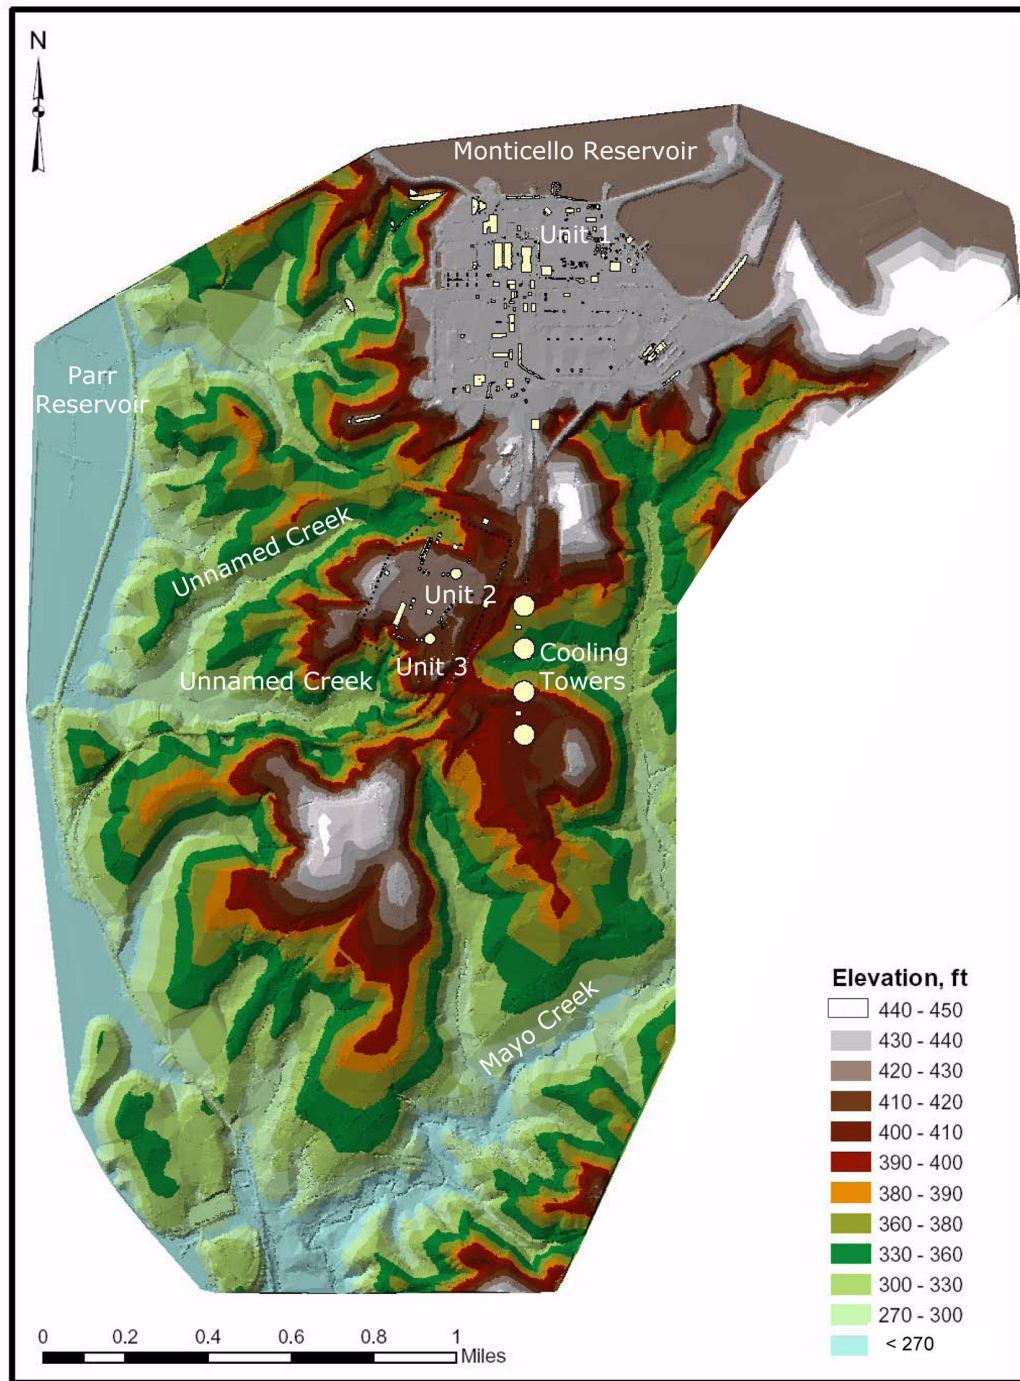 N
Monticello Reservoir
Unit 1
Parr
Reservoir
Unnamed Creek
Unit 2
Unit 3
Unnamed Creek
Cooling
Towers
Mayo Creek
Elevation, ft
440 - 450
430 - 440
420 - 430
410 - 420
400 - 410
390 - 400
380 - 390
360 - 380
330 - 360
300 - 330
270 - 300
< 270
0 0.2 0.4 0.6 0.8 1
Miles